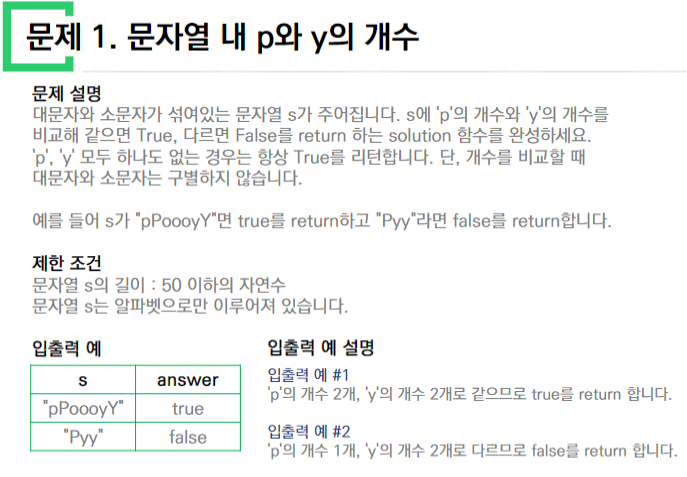 문제 1. 문자열 내 p와 y의 개수
문제 설명
대문자와 소문자가 섞여있는 문자열 s가 주어집니다. s에 'p'의 개수와 'y'의 개수를
비교해 같으면 True, 다르면 False를 return 하는 solution 함수를 완성하세요.
'p', 'y' 모두 하나도 없는 경우는 항상 True를 리턴합니다. 단, 개수를 비교할 때
대문자와 소문자는 구별하지 않습니다.
예를 들어 s가 "pPoooyY"면 true를 return하고 "Pyy"라면 false를 return합니다.
제한 조건
문자열 s의 길이 : 50 이하의 자연수
문자열 s는 알파벳으로만 이루어져 있습니다.
입출력 예
s answer
"pPoooyY" true
"Pyy" false
입출력 예 설명
입출력 예 #1
'p'의 개수 2개, 'y'의 개수 2개로 같으므로 true를 return 합니다.
입출력 예 #2
'p'의 개수 1개, 'y'의 개수 2개로 다르므로 false를 return 합니다.